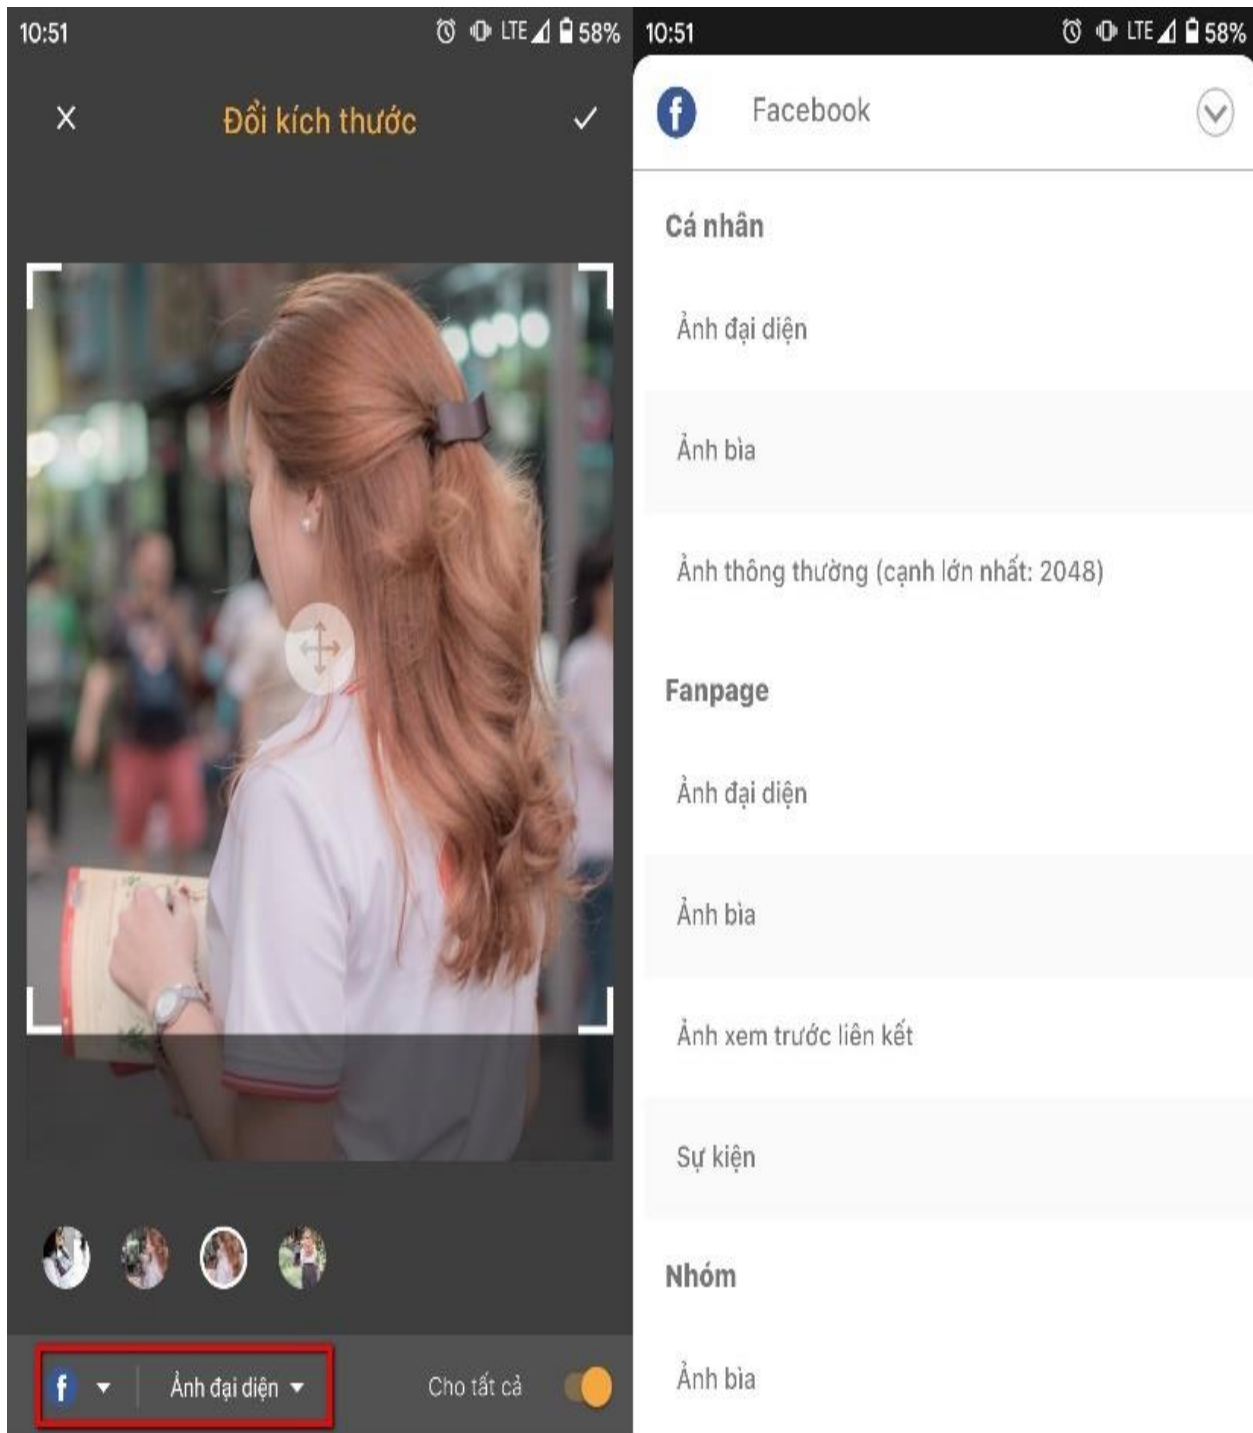 10:51
LTE 58%
Đổi kích thước
f
Ảnh đại diện
Cho tất cả
10:51
LTE 58%
f
Facebook
Cá nhân
Ảnh đại diện
Ảnh bìa
Ảnh thông thường (cạnh lớn nhất: 2048)
Fanpage
Ảnh đại diện
Ảnh bìa
Ảnh xem trước liên kết
Sự kiện
Nhóm
Ảnh bìa